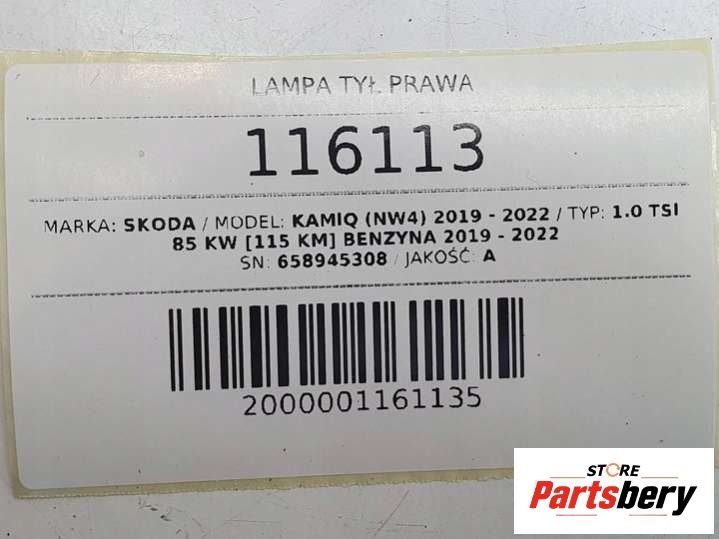 LAMPA TYŁ PRAWA
116113
MARKA: SKODA / MODEL: KAMIQ (NW4) 2019 - 2022 / TYP: 1.0 TSI
85 KW [115 KM] BENZYNA 2019 - 2022
SN: 658945308 / JAKOŚĆ: A
2000001161135
STORE
Partsbery